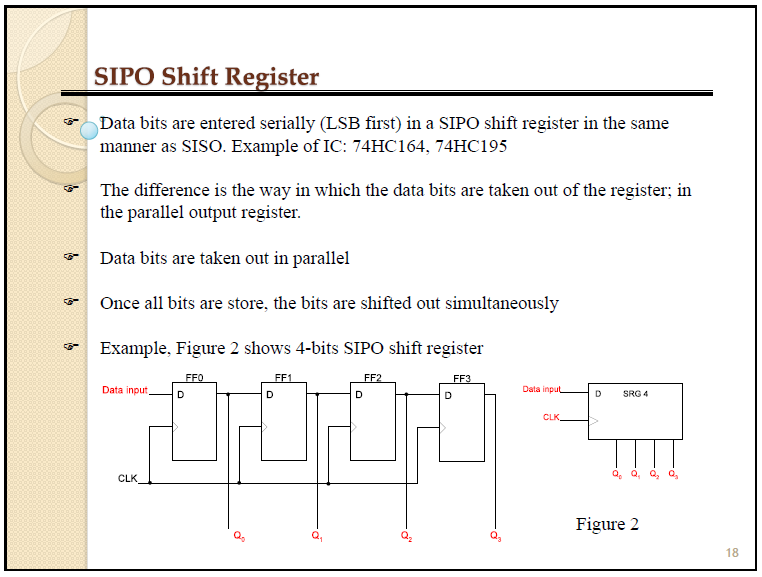 SIPO Shift Register
Data bits are entered serially (LSB first) in a SIPO shift register in the same
manner as SISO. Example of IC: 74HC164, 74HC195
The difference is the way in which the data bits are taken out of the register; in
the parallel output register.
Data bits are taken out in parallel
Once all bits are store, the bits are shifted out simultaneously
Example, Figure 2 shows 4-bits SIPO shift register
FF0 FF1 FF2 FF3
Data input D D D D
CLK
Q₀ Q₁ Q₂ Q₃
Data input D SRG 4
CLK
Q₀ Q₁ Q₂ Q₃
Figure 2
18